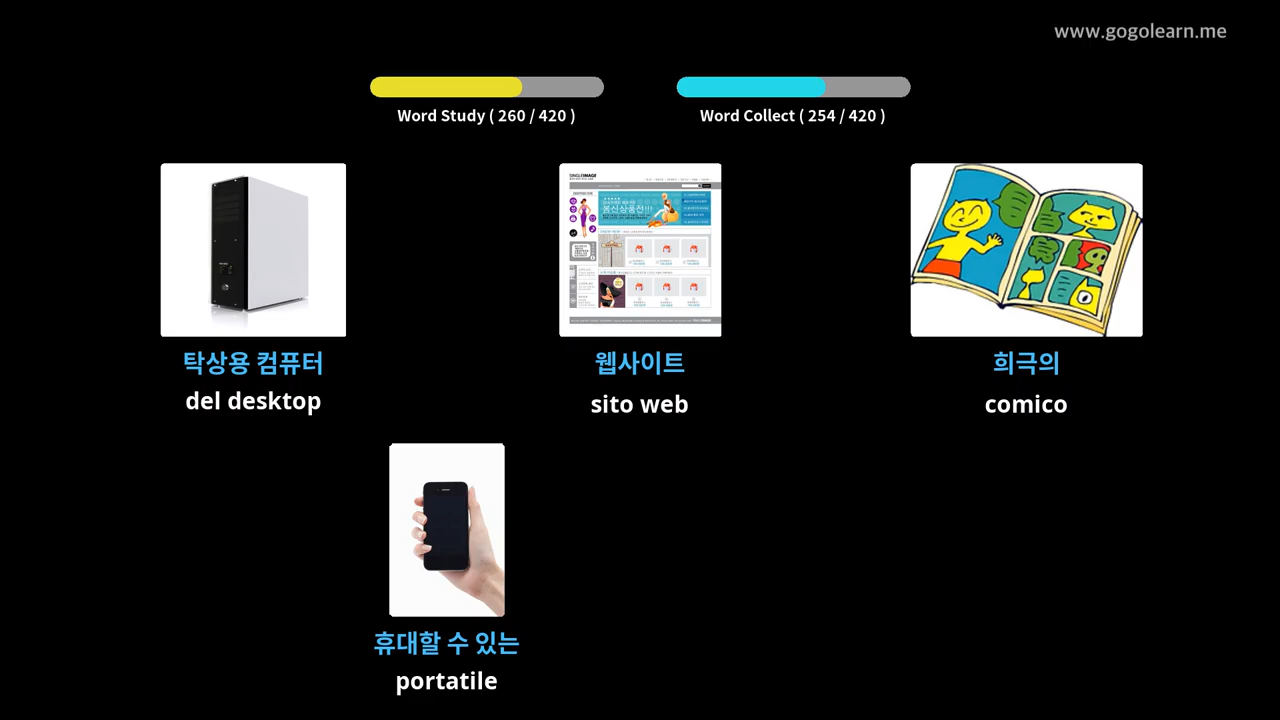 www.gogolearn.me
Word Study ( 260 / 420 )
Word Collect ( 254 / 420 )
탁상용 컴퓨터
del desktop
웹사이트
sito web
희극의
comico
휴대할 수 있는
portatile